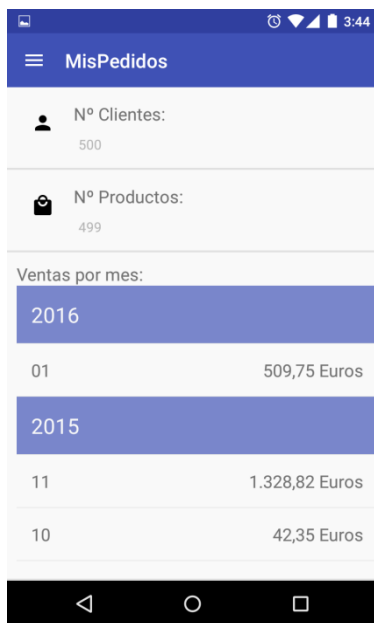 3:44
MisPedidos
Nº Clientes:
500
Nº Productos:
499
Ventas por mes:
2016
01 509,75 Euros
2015
11 1.328,82 Euros
10 42,35 Euros